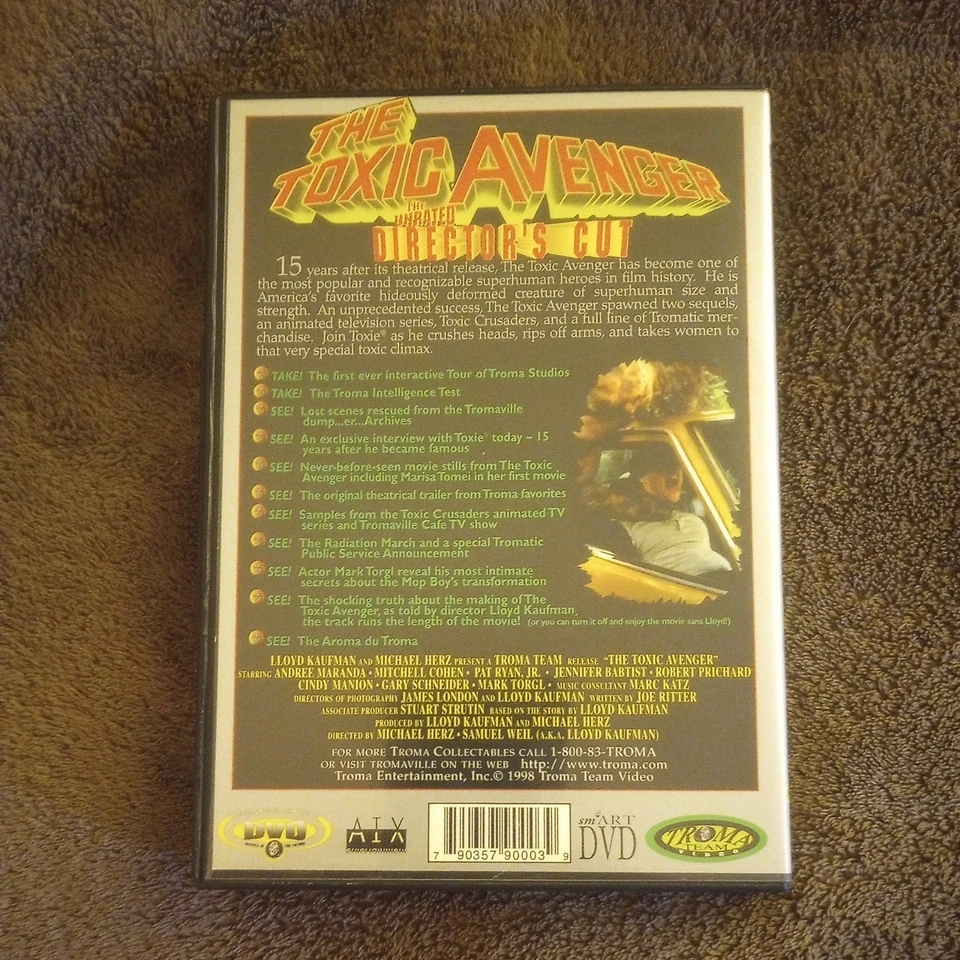 THE
TOXIC AVENGER
THE
UNRATED
DIRECTOR'S CUT
15 years after its theatrical release, The Toxic Avenger has become one of
the most popular and recognizable superhuman heroes in film history. He is
America's favorite hideously deformed creature of superhuman size and
strength. An unprecedented success, The Toxic Avenger spawned two sequels,
an animated television series, Toxic Crusaders, and a full line of Tromatic mer-
chandise. Join Toxie® as he crushes heads, rips off arms, and takes women to
that very special toxic climax.
TAKE! The first ever interactive Tour of Troma Studios
TAKE! The Troma Intelligence Test
SEE! Lost scenes rescued from the Tromaville
dump...er...Archives
SEE! An exclusive interview with Toxie® today – 15
years after he became famous
SEE! Never-before-seen movie stills from The Toxic
Avenger including Marisa Tomei in her first movie
SEE! The original theatrical trailer from Troma favorites
SEE! Samples from the Toxic Crusaders animated TV
series and Tromaville Cafe TV show
SEE! The Radiation March and a special Tromatic
Public Service Announcement
SEE! Actor Mark Torgl reveal his most intimate
secrets about the Mop Boy's transformation
SEE! The shocking truth about the making of The
Toxic Avenger, as told by director Lloyd Kaufman,
the track runs the length of the movie! (or you can turn it off and enjoy the movie sans Lloyd!)
SEE! The Aroma du Troma
LLOYD KAUFMAN AND MICHAEL HERZ PRESENT A TROMA TEAM RELEASE "THE TOXIC AVENGER"
STARRING ANDREE MARANDA • MITCHELL COHEN • PAT RYAN, JR. • JENNIFER BABTIST • ROBERT PRICHARD
CINDY MANION • GARY SCHNEIDER • MARK TORGL • MUSIC CONSULTANT MARC KATZ
DIRECTORS OF PHOTOGRAPHY JAMES LONDON AND LLOYD KAUFMAN WRITTEN BY JOE RITTER
ASSOCIATE PRODUCER STUART STRUTIN BASED ON THE STORY BY LLOYD KAUFMAN
PRODUCED BY LLOYD KAUFMAN AND MICHAEL HERZ
DIRECTED BY MICHAEL HERZ • SAMUEL WEIL (A.K.A. LLOYD KAUFMAN)
FOR MORE TROMA COLLECTABLES CALL 1-800-83-TROMA
OR VISIT TROMAVILLE ON THE WEB http://www.troma.com
Troma Entertainment, Inc.© 1998 Troma Team Video
DVD
AIX
7 90357 90003 9
smART
DVD
TROMA
TEAM
VIDEO